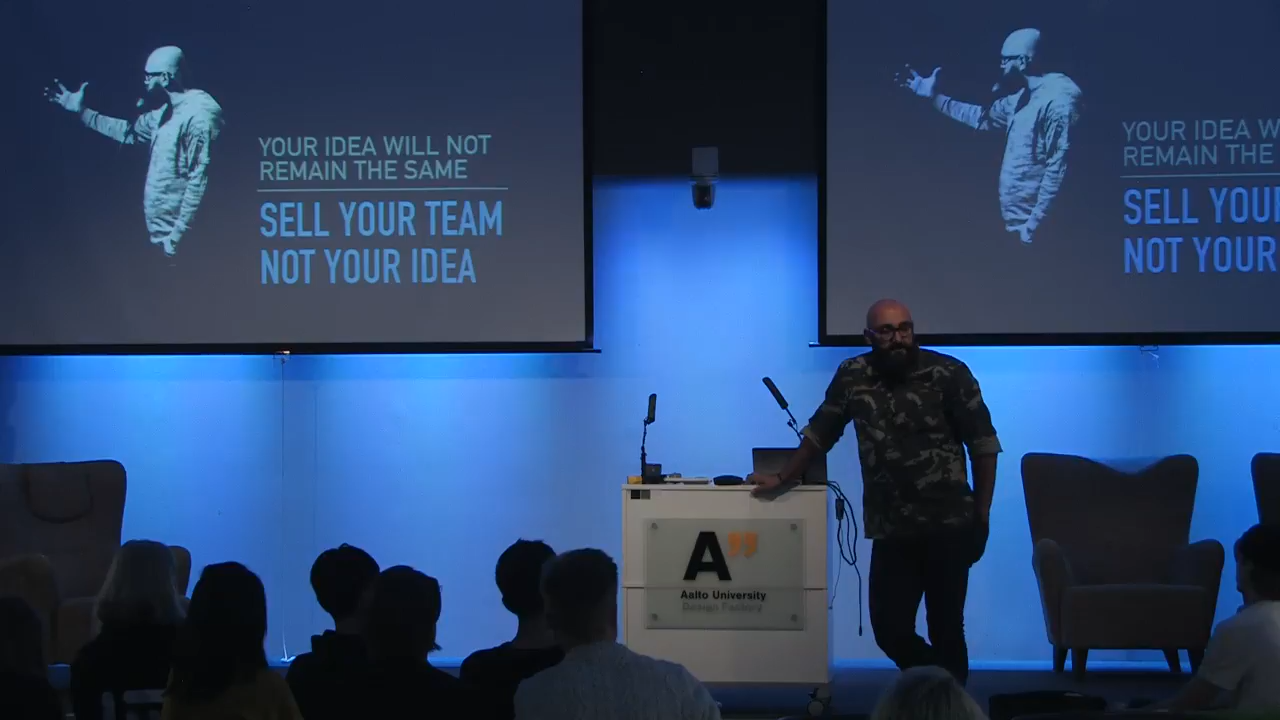 YOUR IDEA WILL NOT
REMAIN THE SAME
SELL YOUR TEAM
NOT YOUR IDEA
YOUR IDEA W
REMAIN THE
SELL YOU
NOT YOUR
A”
Aalto University
Design Factory